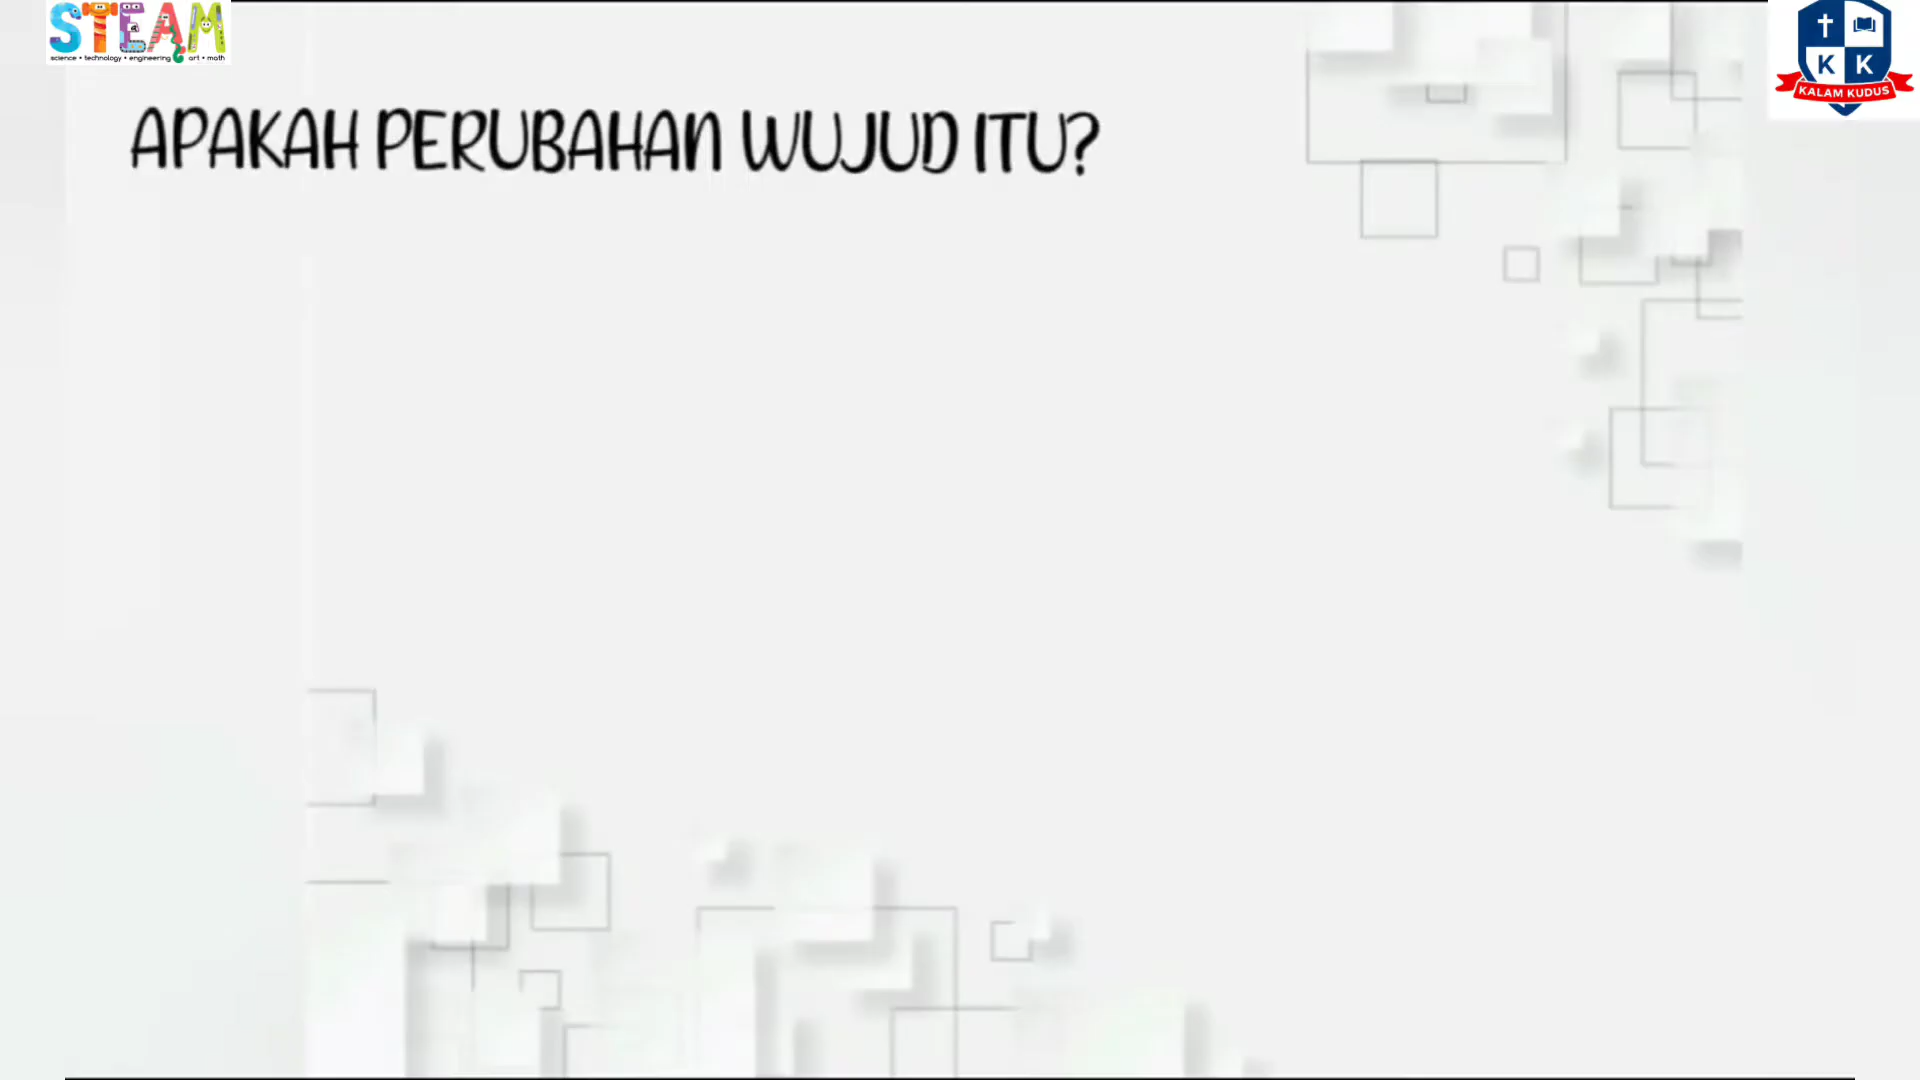 STEAM
science • technology • engineering • art • math
K K
KALAM KUDUS
APAKAH PERUBAHAN WUJUD ITU?